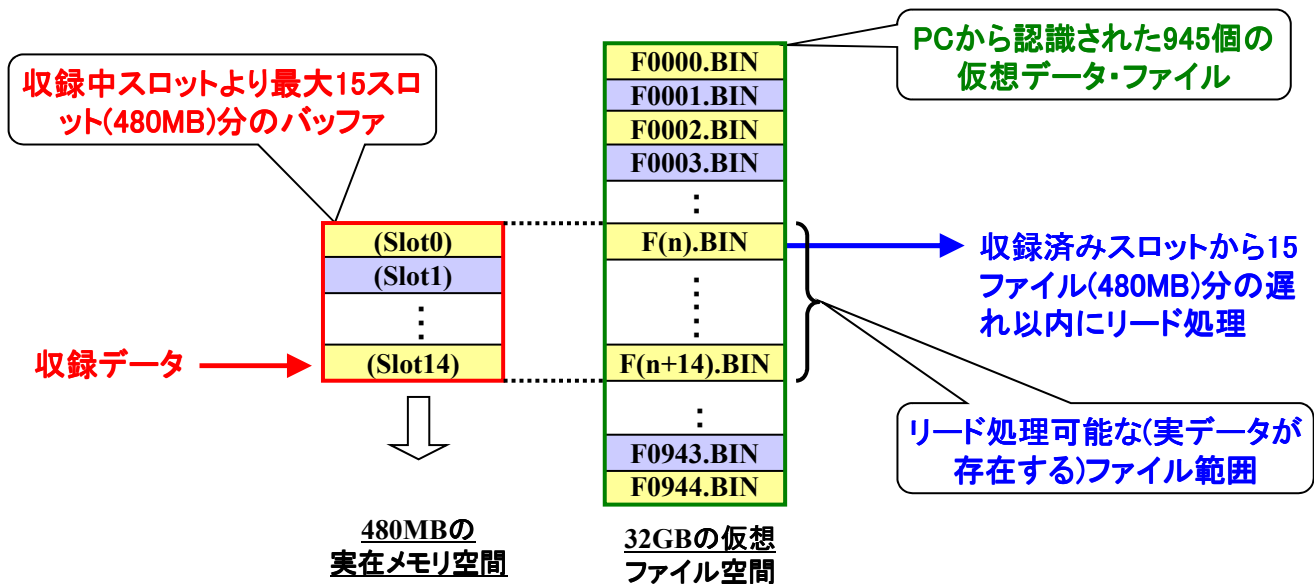 収録中スロットより最大15スロ
ット(480MB)分のバッファ
(Slot0)
(Slot1)
⋮
(Slot14)
収録データ
480MBの
実在メモリ空間
F0000.BIN
F0001.BIN
F0002.BIN
F0003.BIN
:
F(n).BIN
⋮
F(n+14).BIN
:
F0943.BIN
F0944.BIN
32GBの仮想
ファイル空間
PCから認識された945個の
仮想データ・ファイル
収録済みスロットから15
ファイル(480MB)分の遅
れ以内にリード処理
リード処理可能な(実データが
存在する)ファイル範囲